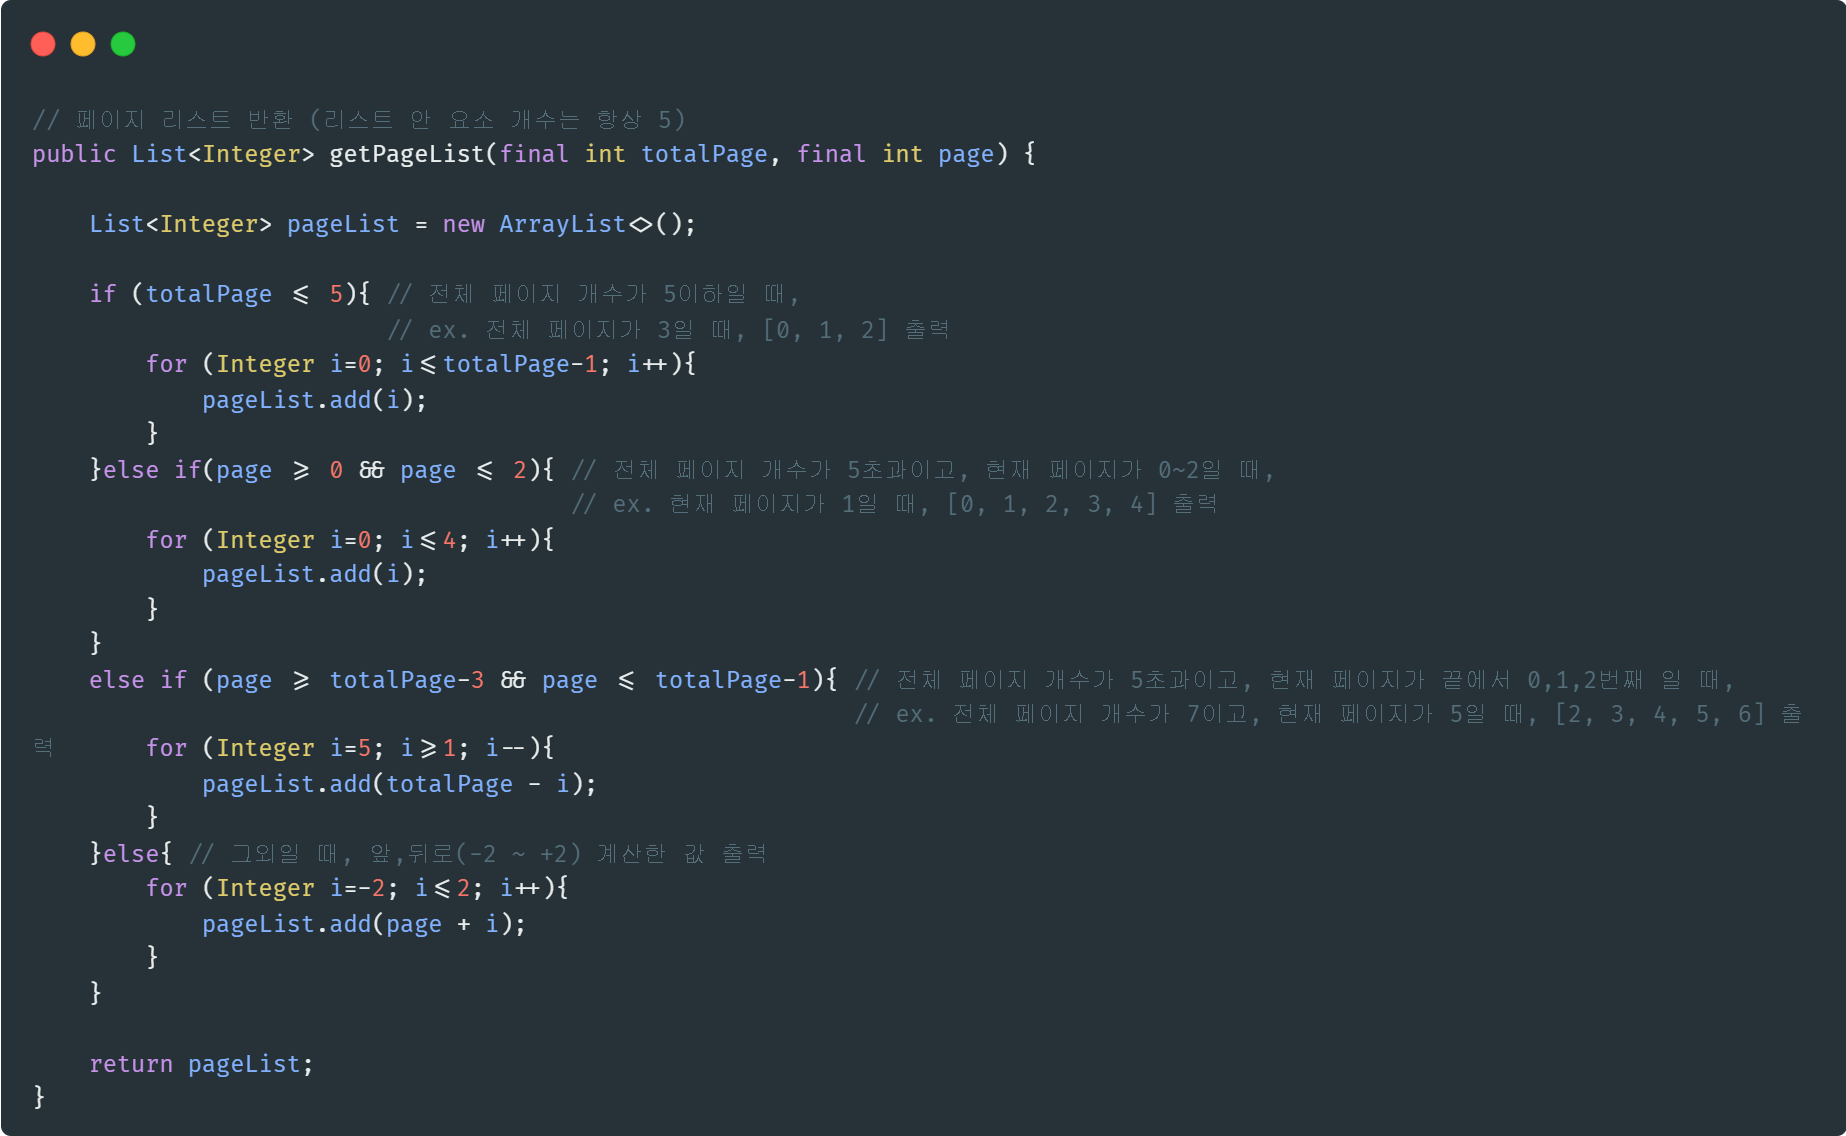 // 페이지 리스트 반환 (리스트 안 요소 개수는 항상 5)
public List<Integer> getPageList(final int totalPage, final int page) {
    List<Integer> pageList = new ArrayList<>();
    if (totalPage <= 5){ // 전체 페이지 개수가 5이하일 때,
                         // ex. 전체 페이지가 3일 때, [0, 1, 2] 출력
        for (Integer i=0; i<=totalPage-1; i++){
            pageList.add(i);
        }
    }else if(page >= 0 && page <= 2){ // 전체 페이지 개수가 5초과이고, 현재 페이지가 0~2일 때,
                                      // ex. 현재 페이지가 1일 때, [0, 1, 2, 3, 4] 출력
        for (Integer i=0; i<=4; i++){
            pageList.add(i);
        }
    }
    else if (page >= totalPage-3 && page <= totalPage-1){ // 전체 페이지 개수가 5초과이고, 현재 페이지가 끝에서 0,1,2번째 일 때,
                                                          // ex. 전체 페이지 개수가 7이고, 현재 페이지가 5일 때, [2, 3, 4, 5, 6] 출
력      for (Integer i=5; i>=1; i--){
            pageList.add(totalPage - i);
        }
    }else{ // 그외일 때, 앞,뒤로(-2 ~ +2) 계산한 값 출력
        for (Integer i=-2; i<=2; i++){
            pageList.add(page + i);
        }
    }
    return pageList;
}